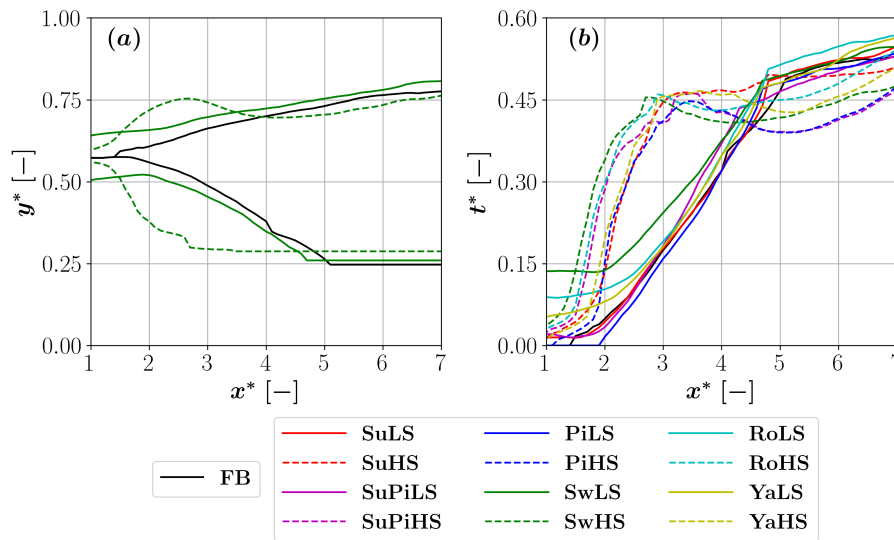 (a)
1.00
0.75
0.50
0.25
0.00
y* [−]
1 2 3 4 5 6 7
x* [−]
(b)
0.60
0.45
0.30
0.15
0.00
t* [−]
1 2 3 4 5 6 7
x* [−]
FB
SuLS
SuHS
SuPiLS
SuPiHS
PiLS
PiHS
SwLS
SwHS
RoLS
RoHS
YaLS
YaHS